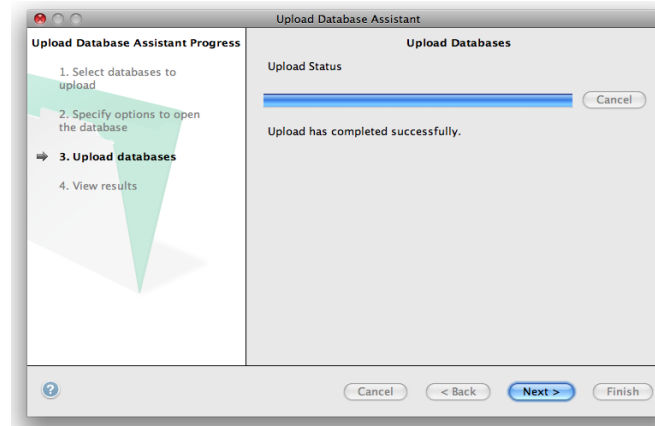 Upload Database Assistant
Upload Database Assistant Progress
1. Select databases to
upload
2. Specify options to open
the database
3. Upload databases
4. View results
Upload Databases
Upload Status
Cancel
Upload has completed successfully.
?
Cancel
< Back
Next >
Finish